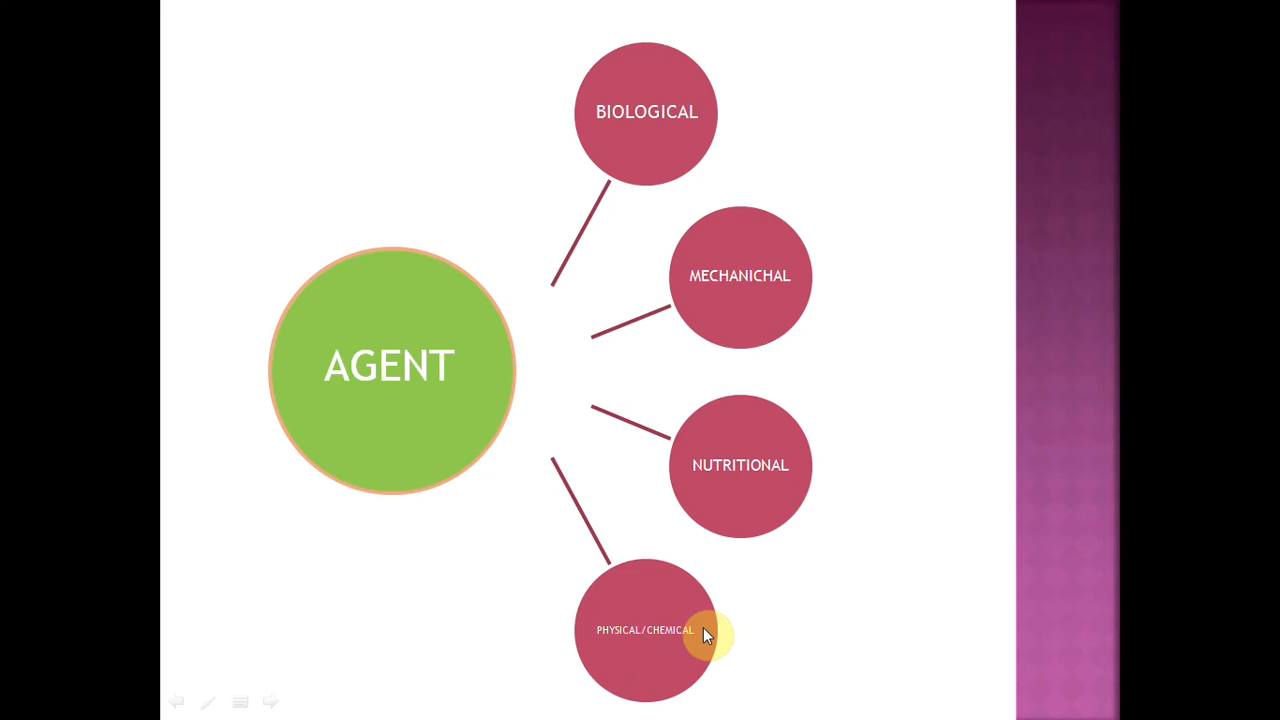 BIOLOGICAL
MECHANICHAL
AGENT
NUTRITIONAL
PHYSICAL/CHEMICAL